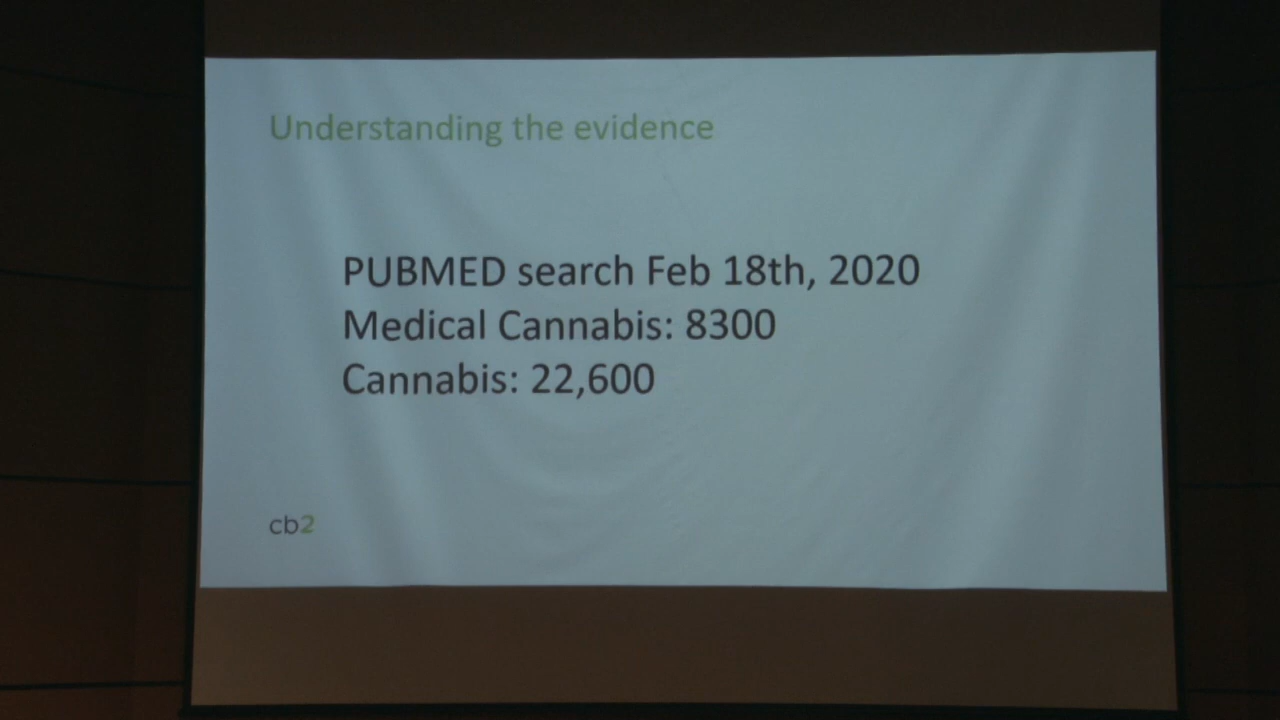 Understanding the evidence
PUBMED search Feb 18th, 2020
Medical Cannabis: 8300
Cannabis: 22,600
cb2